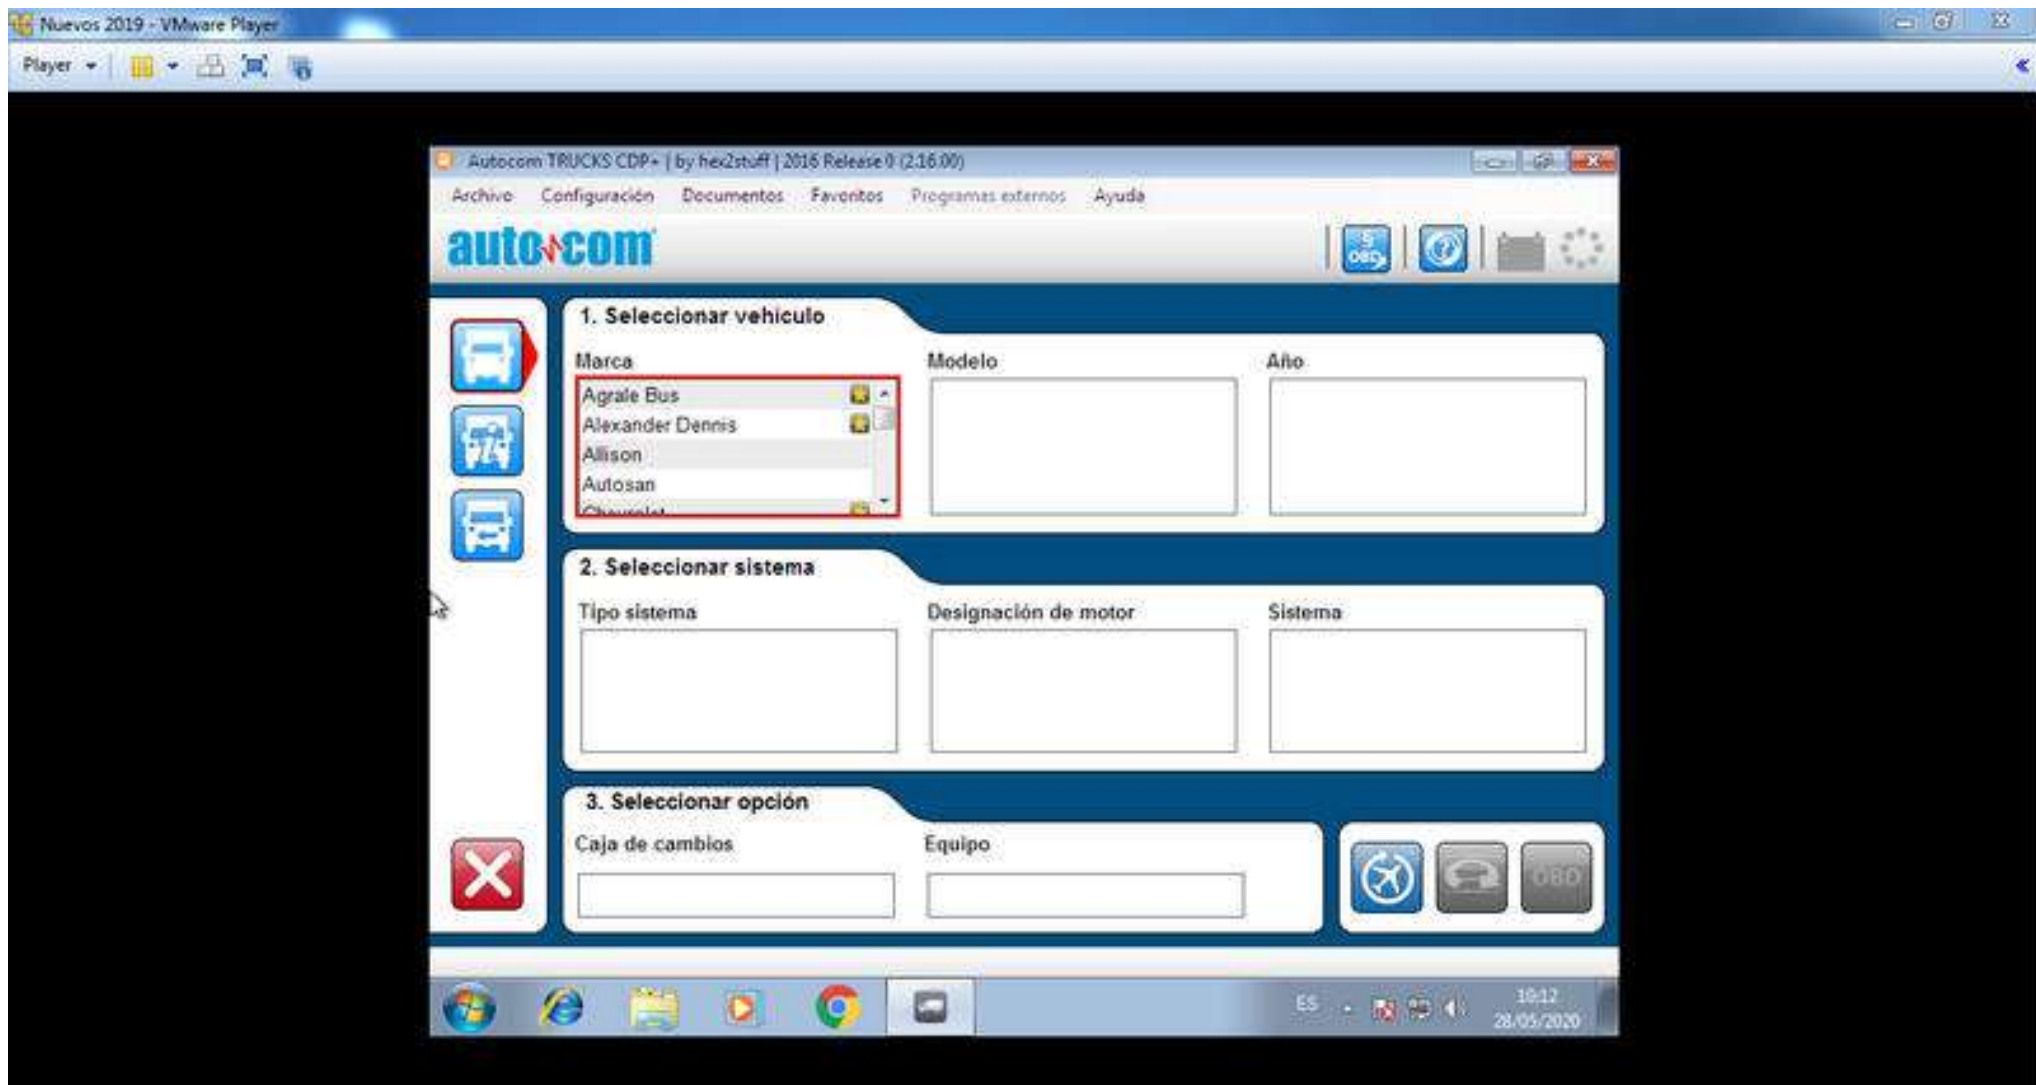 Nuevos 2019 - VMware Player
Player
Autocom TRUCKS CDP+ | by hex2stuff | 2016 Release 0 (2.16.00)
Archivo Configuración Documentos Favoritos Programas externos Ayuda
autocom
OBD
1. Seleccionar vehiculo
Marca Modelo Año
Agrale Bus
Alexander Dennis
Allison
Autosan
Chevrolet
2. Seleccionar sistema
Tipo sistema Designación de motor Sistema
3. Seleccionar opción
Caja de cambios Equipo
OBD
ES
10:12
28/05/2020